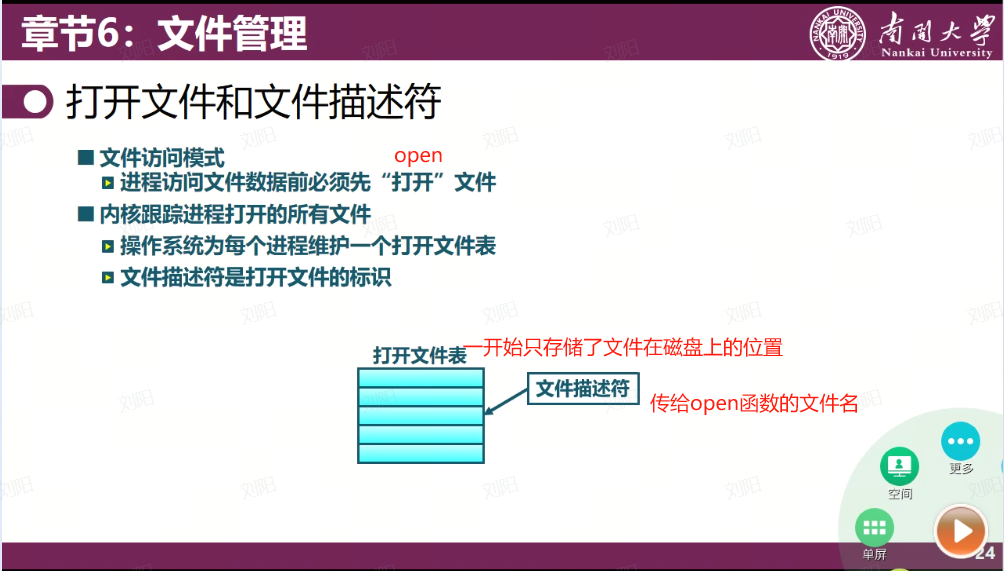 章节6：文件管理
南開大學
Nankai University
NANKAI UNIVERSITY
南開
1919
打开文件和文件描述符
文件访问模式
open
进程访问文件数据前必须先“打开”文件
内核跟踪进程打开的所有文件
操作系统为每个进程维护一个打开文件表
文件描述符是打开文件的标识
打开文件表
一开始只存储了文件在磁盘上的位置
文件描述符
传给open函数的文件名
更多
空间
单屏
24
刘阳